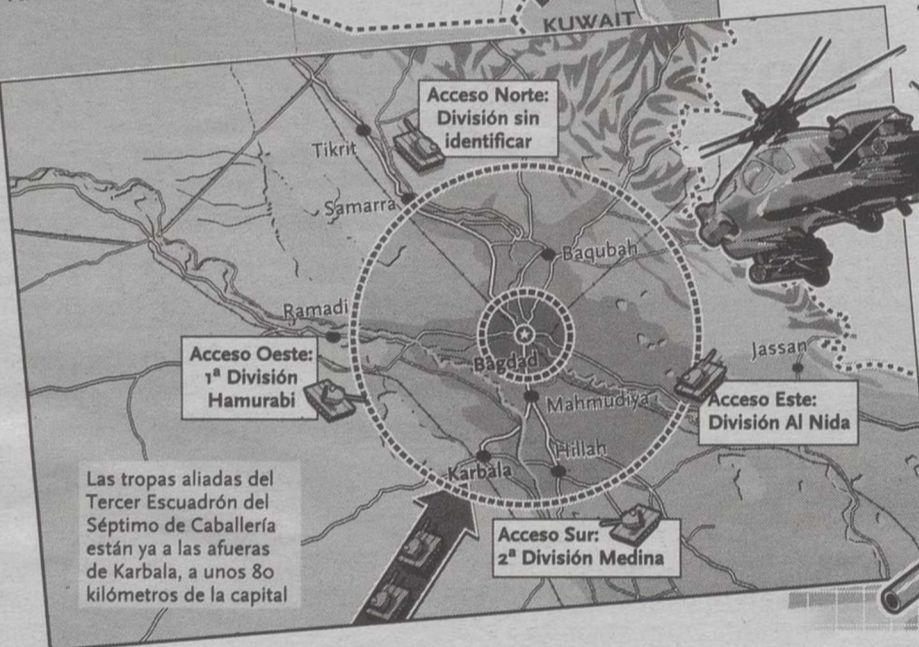 KUWAIT
Acceso Norte:
División sin
identificar
Tikrit
Samarra
Baqubah
Ramadi
Bagdad
Jassan
Acceso Oeste:
1ª División
Hamurabi
Mahmudiya
Acceso Este:
División Al Nida
Hillah
Karbala
Las tropas aliadas del
Tercer Escuadrón del
Séptimo de Caballería
están ya a las afueras
de Karbala, a unos 80
kilómetros de la capital
Acceso Sur:
2ª División Medina